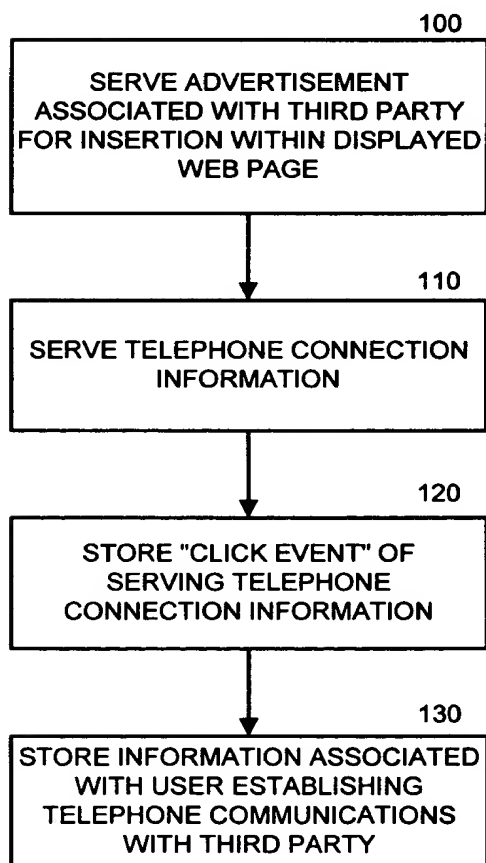 100
SERVE ADVERTISEMENT
ASSOCIATED WITH THIRD PARTY
FOR INSERTION WITHIN DISPLAYED
WEB PAGE
110
SERVE TELEPHONE CONNECTION
INFORMATION
120
STORE "CLICK EVENT" OF
SERVING TELEPHONE
CONNECTION INFORMATION
130
STORE INFORMATION ASSOCIATED
WITH USER ESTABLISHING
TELEPHONE COMMUNICATIONS
WITH THIRD PARTY